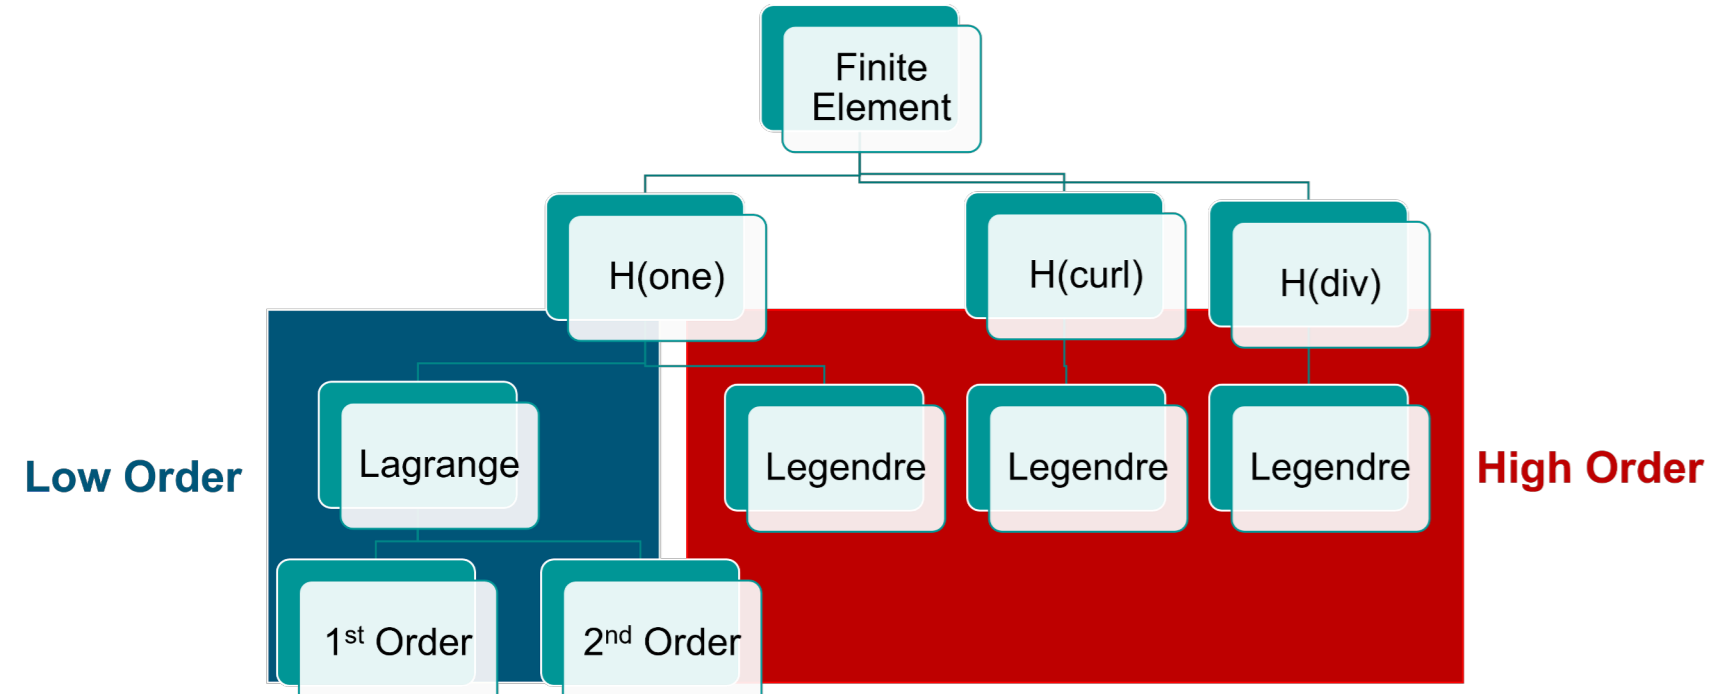 Finite
Element
H(one)
H(curl)
H(div)
Low Order
Lagrange
Legendre
Legendre
Legendre
High Order
1st Order
2nd Order